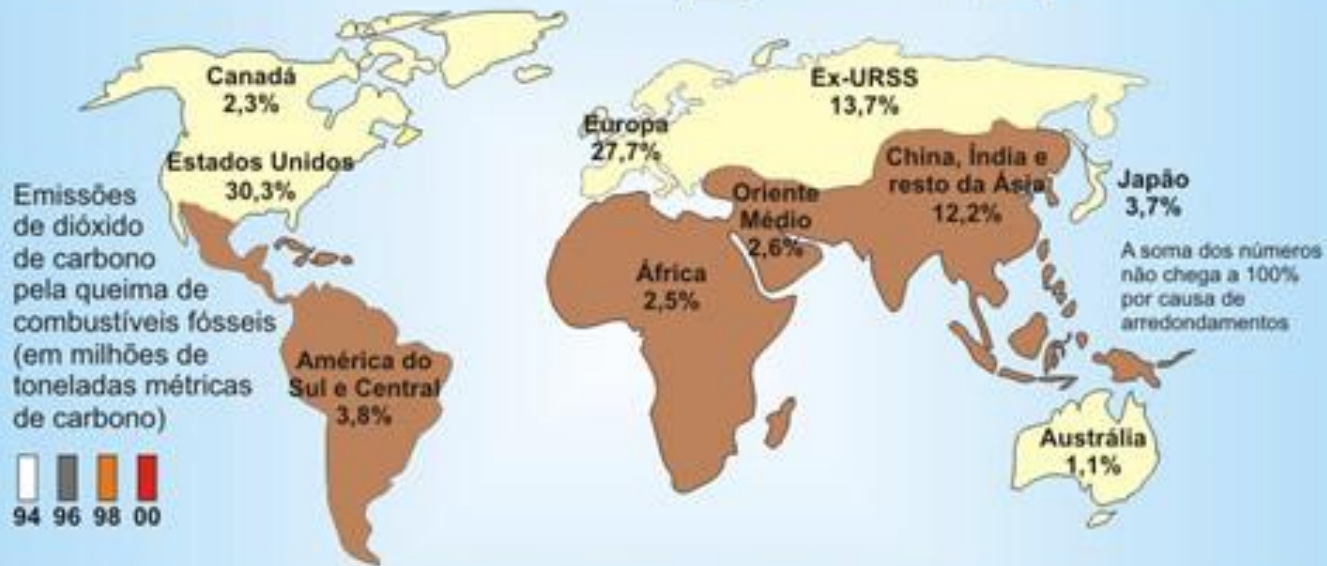 Canadá
2,3%
Ex-URSS
13,7%
Europa
27,7%
Estados Unidos
30,3%
China, Índia e
resto da Ásia
12,2%
Japão
3,7%
Oriente
Médio
2,6%
Emissões
de dióxido
de carbono
pela queima de
combustíveis fósseis
(em milhões de
toneladas métricas
de carbono)
94 96 98 00
A soma dos números
não chega a 100%
por causa de
arredondamentos
África
2,5%
América do
Sul e Central
3,8%
Austrália
1,1%